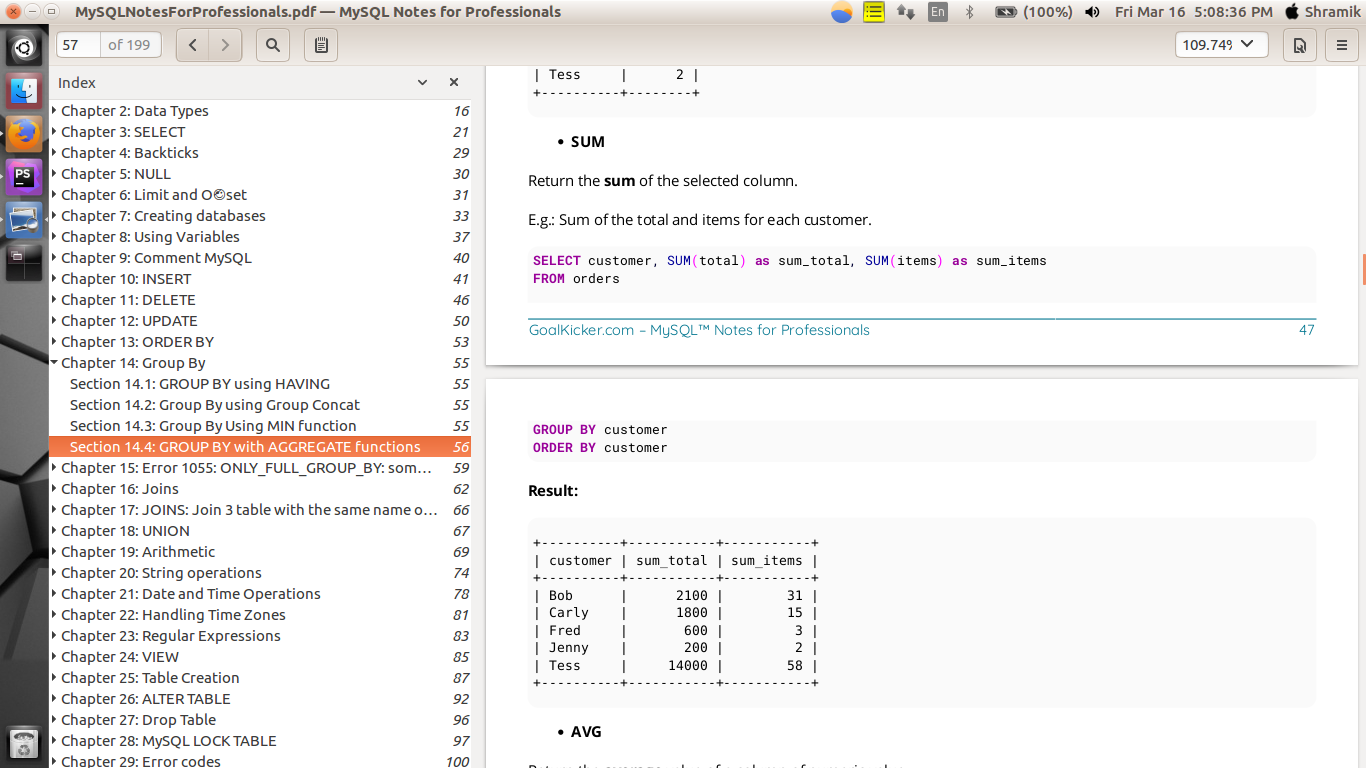 MySQLNotesForProfessionals.pdf — MySQL Notes for Professionals
En
(100%)
Fri Mar 16 5:08:36 PM
Shramik
57
of 199
109.74%
Index
Chapter 2: Data Types 16
Chapter 3: SELECT 21
Chapter 4: Backticks 29
Chapter 5: NULL 30
Chapter 6: Limit and O©set 31
Chapter 7: Creating databases 33
Chapter 8: Using Variables 37
Chapter 9: Comment MySQL 40
Chapter 10: INSERT 41
Chapter 11: DELETE 46
Chapter 12: UPDATE 50
Chapter 13: ORDER BY 53
Chapter 14: Group By 55
Section 14.1: GROUP BY using HAVING 55
Section 14.2: Group By using Group Concat 55
Section 14.3: Group By Using MIN function 55
Section 14.4: GROUP BY with AGGREGATE functions 56
Chapter 15: Error 1055: ONLY_FULL_GROUP_BY: som... 59
Chapter 16: Joins 62
Chapter 17: JOINS: Join 3 table with the same name o... 66
Chapter 18: UNION 67
Chapter 19: Arithmetic 69
Chapter 20: String operations 74
Chapter 21: Date and Time Operations 78
Chapter 22: Handling Time Zones 81
Chapter 23: Regular Expressions 83
Chapter 24: VIEW 85
Chapter 25: Table Creation 87
Chapter 26: ALTER TABLE 92
Chapter 27: Drop Table 96
Chapter 28: MySQL LOCK TABLE 97
Chapter 29: Error codes 100
PS
| Tess     |      2 |
+----------+--------+
• SUM
Return the sum of the selected column.
E.g.: Sum of the total and items for each customer.
SELECT customer, SUM(total) as sum_total, SUM(items) as sum_items
FROM orders
GoalKicker.com – MySQL™ Notes for Professionals 47
GROUP BY customer
ORDER BY customer
Result:
+----------+-----------+-----------+
| customer | sum_total | sum_items |
+----------+-----------+-----------+
| Bob      |      2100 |        31 |
| Carly    |      1800 |        15 |
| Fred     |       600 |         3 |
| Jenny    |       200 |         2 |
| Tess     |     14000 |        58 |
+----------+-----------+-----------+
• AVG